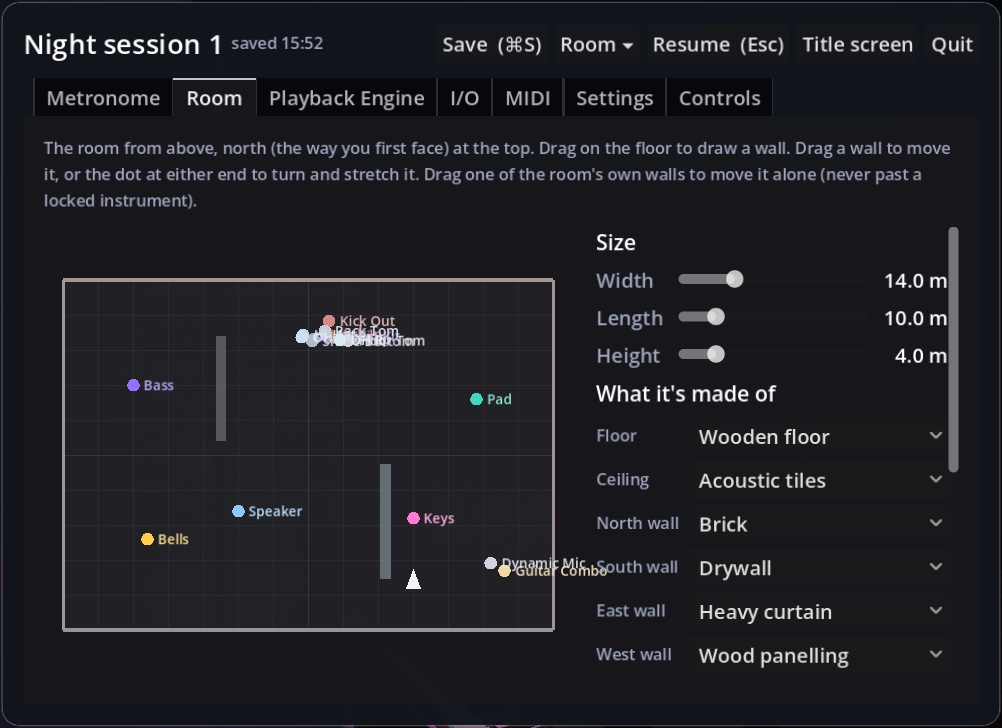 Night session 1 saved 15:52
Save (⌘S) Room Resume (Esc) Title screen Quit
Metronome Room Playback Engine I/O MIDI Settings Controls
The room from above, north (the way you first face) at the top. Drag on the floor to draw a wall. Drag a wall to move
it, or the dot at either end to turn and stretch it. Drag one of the room's own walls to move it alone (never past a
locked instrument).
Kick Out
Rack Tom
Bass
Pad
Speaker
Keys
Bells
Dynamic Mic
Guitar Combo
Size
Width 14.0 m
Length 10.0 m
Height 4.0 m
What it's made of
Floor Wooden floor
Ceiling Acoustic tiles
North wall Brick
South wall Drywall
East wall Heavy curtain
West wall Wood panelling